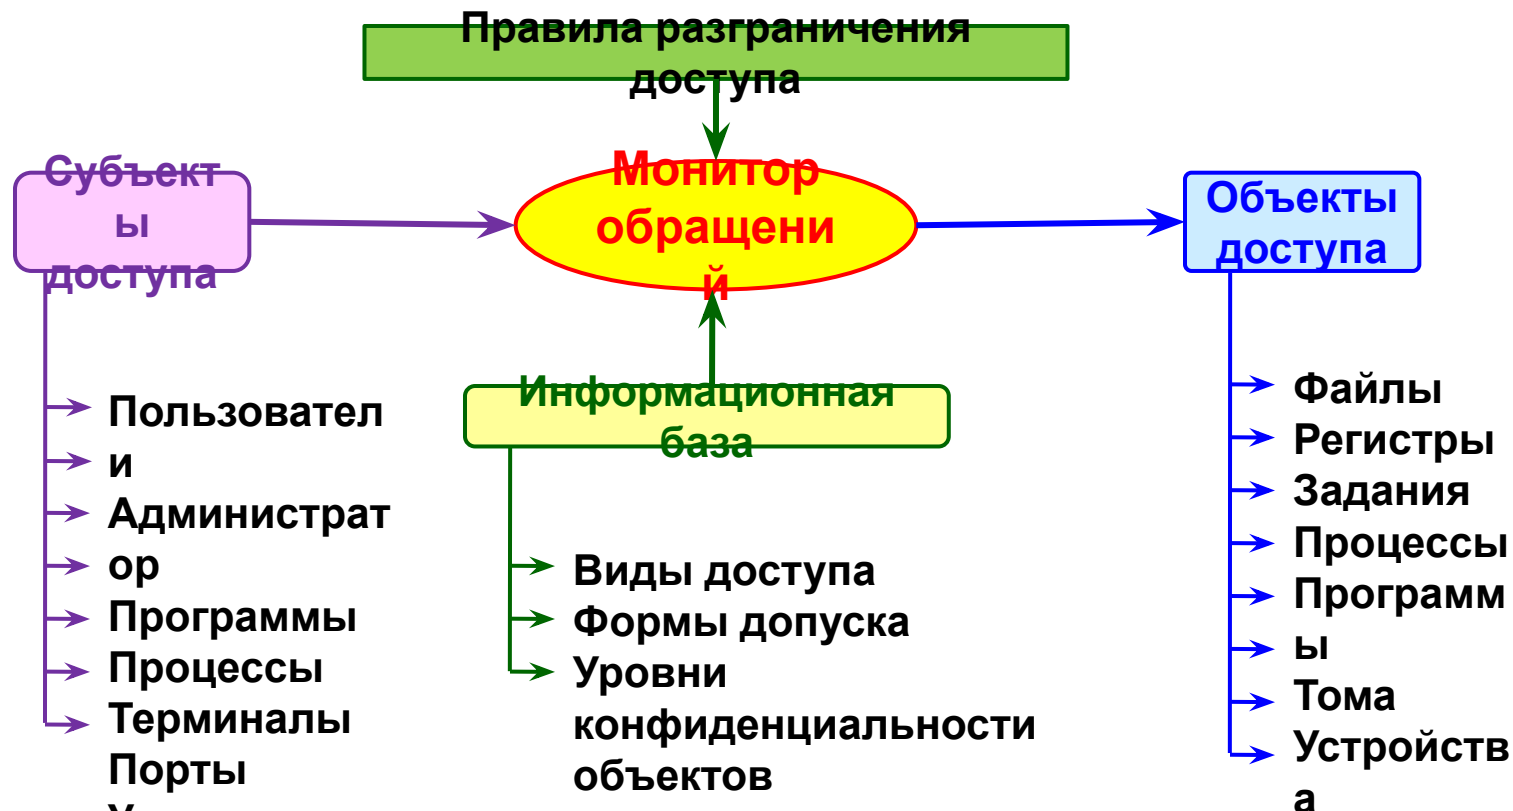 Правила разграничения
доступа
Субъект
ы
доступа
Монитор
обращени
й
Объекты
доступа
Информационная
база
Пользовател
и
Администрат
ор
Программы
Процессы
Терминалы
Порты
Виды доступа
Формы допуска
Уровни
конфиденциальности
объектов
Файлы
Регистры
Задания
Процессы
Программ
ы
Тома
Устройств
а